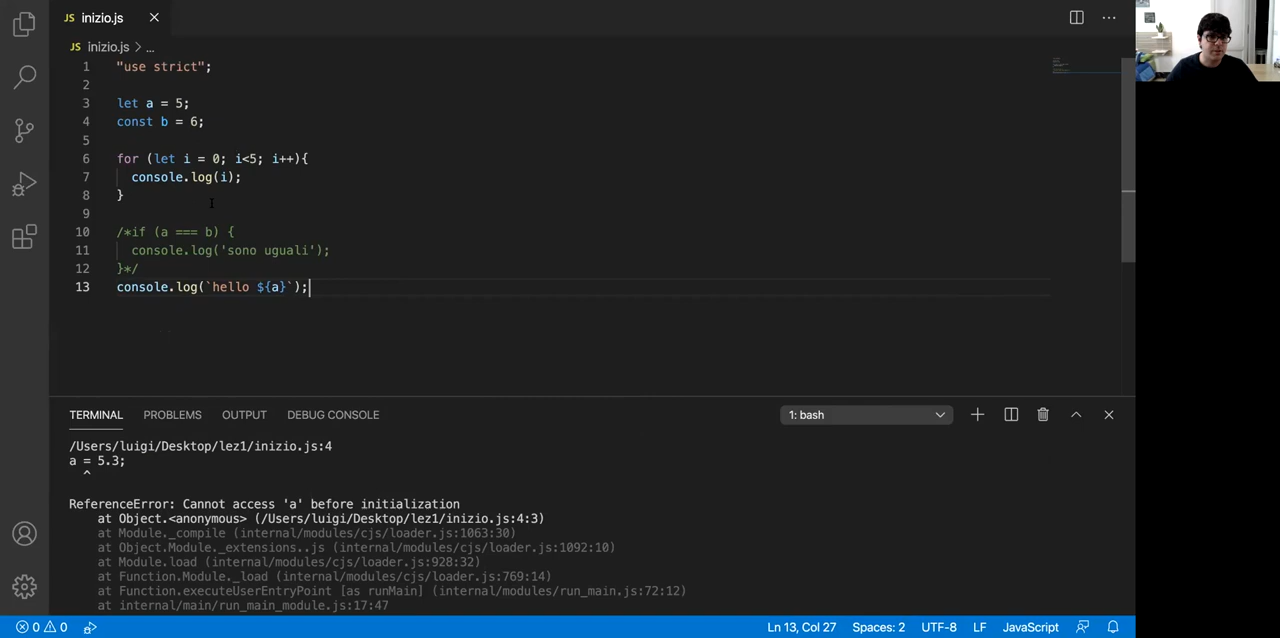 JS inizio.js
JS inizio.js > ...
1 "use strict";
2
3 let a = 5;
4 const b = 6;
5
6 for (let i = 0; i<5; i++){
7 console.log(i);
8 }
9
10 /*if (a === b) {
11 console.log('sono uguali');
12 }*/
13 console.log(`hello ${a}`);
TERMINAL PROBLEMS OUTPUT DEBUG CONSOLE 1: bash
/Users/luigi/Desktop/lez1/inizio.js:4
a = 5.3;
^
ReferenceError: Cannot access 'a' before initialization
at Object.<anonymous> (/Users/luigi/Desktop/lez1/inizio.js:4:3)
at Module._compile (internal/modules/cjs/loader.js:1063:30)
at Object.Module._extensions..js (internal/modules/cjs/loader.js:1092:10)
at Module.load (internal/modules/cjs/loader.js:928:32)
at Function.Module._load (internal/modules/cjs/loader.js:769:14)
at Function.executeUserEntryPoint [as runMain] (internal/modules/run_main.js:72:12)
at internal/main/run_main_module.js:17:47
0 0 Ln 13, Col 27 Spaces: 2 UTF-8 LF JavaScript